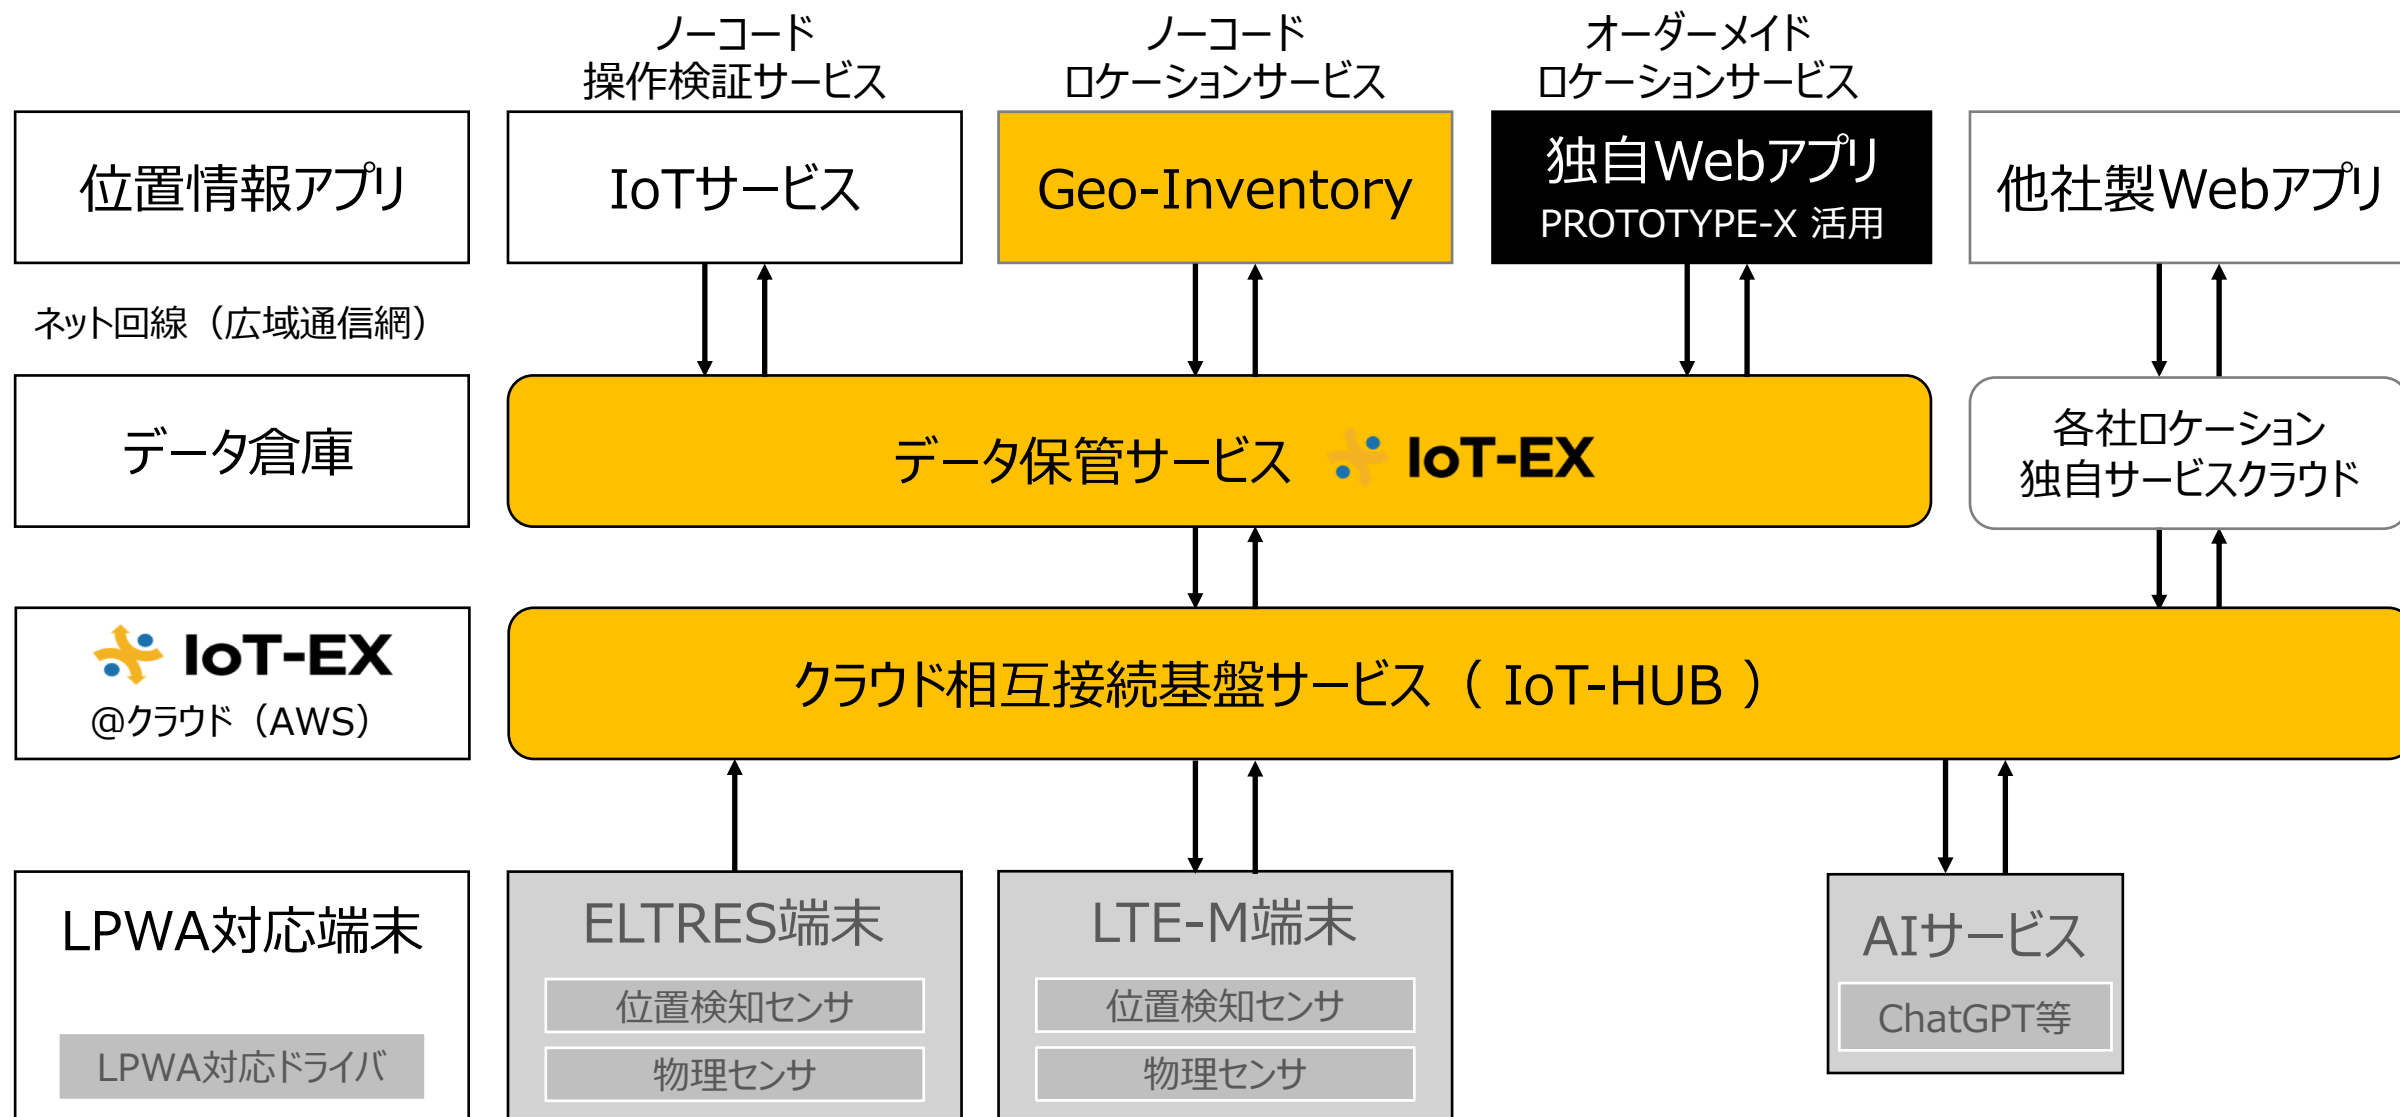 ノーコード
操作検証サービス
ノーコード
ロケーションサービス
オーダーメイド
ロケーションサービス
位置情報アプリ
IoTサービス
Geo-Inventory
独自Webアプリ
PROTOTYPE-X 活用
他社製Webアプリ
ネット回線（広域通信網）
データ倉庫
データ保管サービス IoT-EX
各社ロケーション
独自サービスクラウド
IoT-EX
@クラウド（AWS）
クラウド相互接続基盤サービス（ IoT-HUB ）
LPWA対応端末
LPWA対応ドライバ
ELTRES端末
位置検知センサ
物理センサ
LTE-M端末
位置検知センサ
物理センサ
AIサービス
ChatGPT等